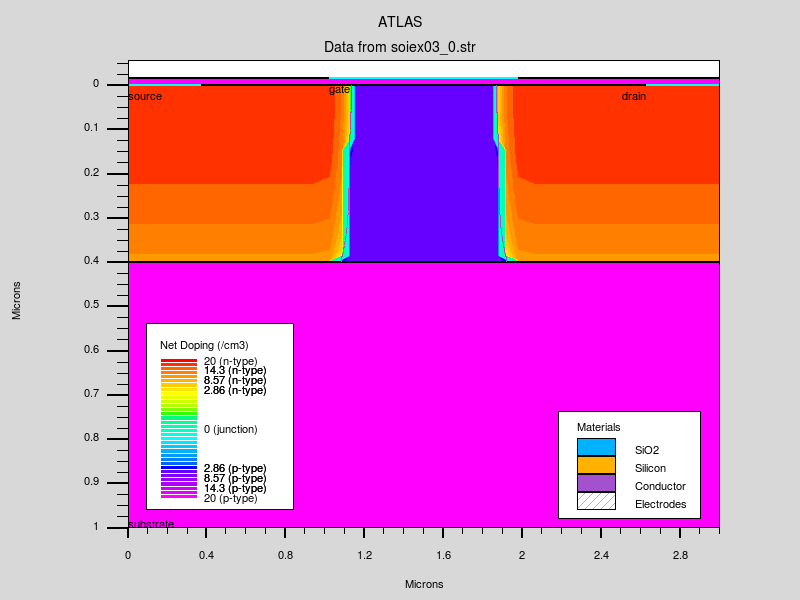 ATLAS
Data from soiex03_0.str
0
source
gate
drain
0.1
0.2
0.3
0.4
0.5
0.6
0.7
0.8
0.9
1
substrate
Microns
Net Doping (/cm3)
20 (n-type)
14.3 (n-type)
8.57 (n-type)
2.86 (n-type)
0 (junction)
2.86 (p-type)
8.57 (p-type)
14.3 (p-type)
20 (p-type)
Materials
SiO2
Silicon
Conductor
Electrodes
0 0.4 0.8 1.2 1.6 2 2.4 2.8
Microns